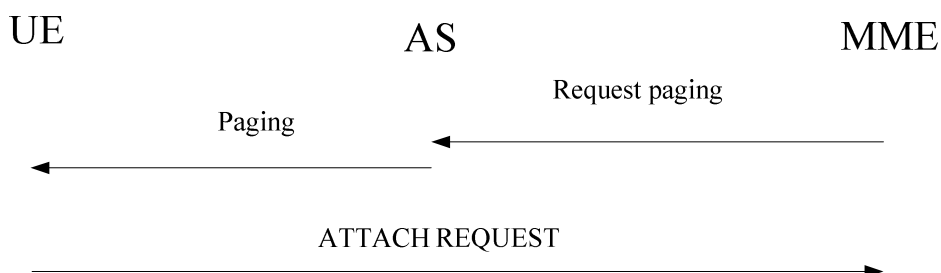 UE
AS
MME
Request paging
Paging
ATTACH REQUEST